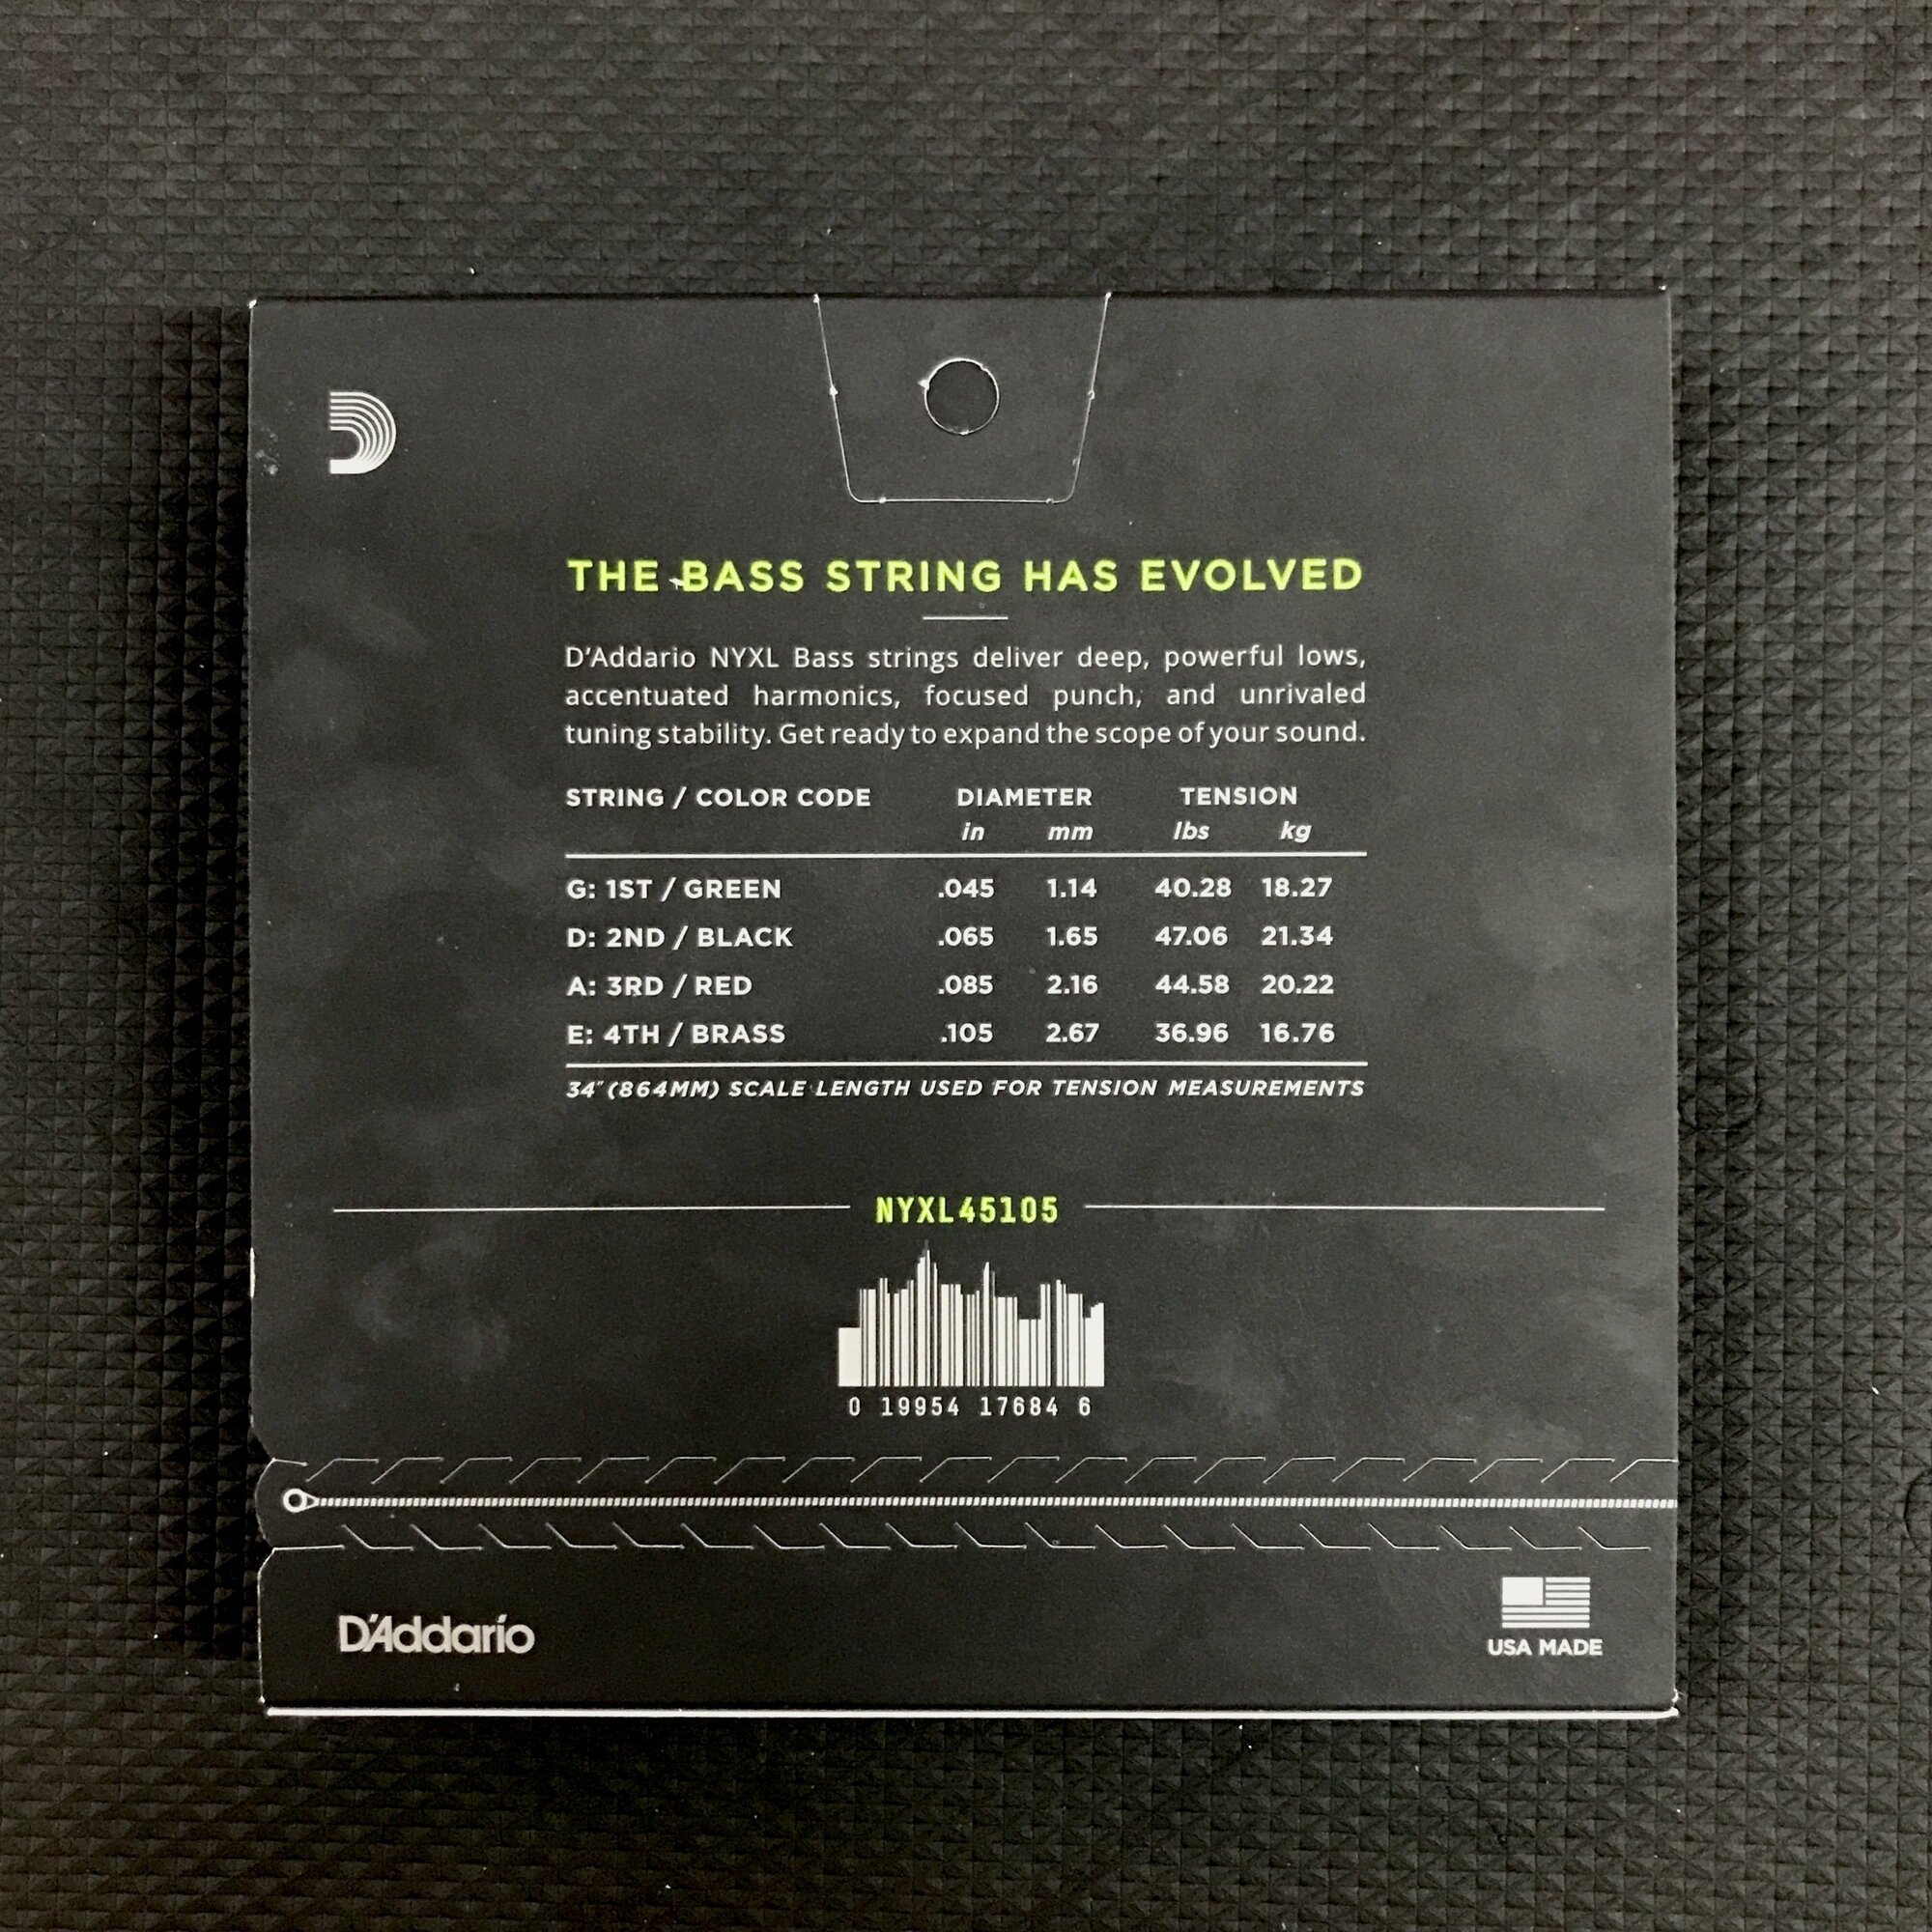 THE BASS STRING HAS EVOLVED
D'Addario NYXL Bass strings deliver deep, powerful lows,
accentuated harmonics, focused punch, and unrivaled
tuning stability. Get ready to expand the scope of your sound.
STRING / COLOR CODE DIAMETER TENSION
in mm lbs kg
G: 1ST / GREEN .045 1.14 40.28 18.27
D: 2ND / BLACK .065 1.65 47.06 21.34
A: 3RD / RED .085 2.16 44.58 20.22
E: 4TH / BRASS .105 2.67 36.96 16.76
34" (864MM) SCALE LENGTH USED FOR TENSION MEASUREMENTS
NYXL45105
0 19954 17684 6
D'Addario
USA MADE